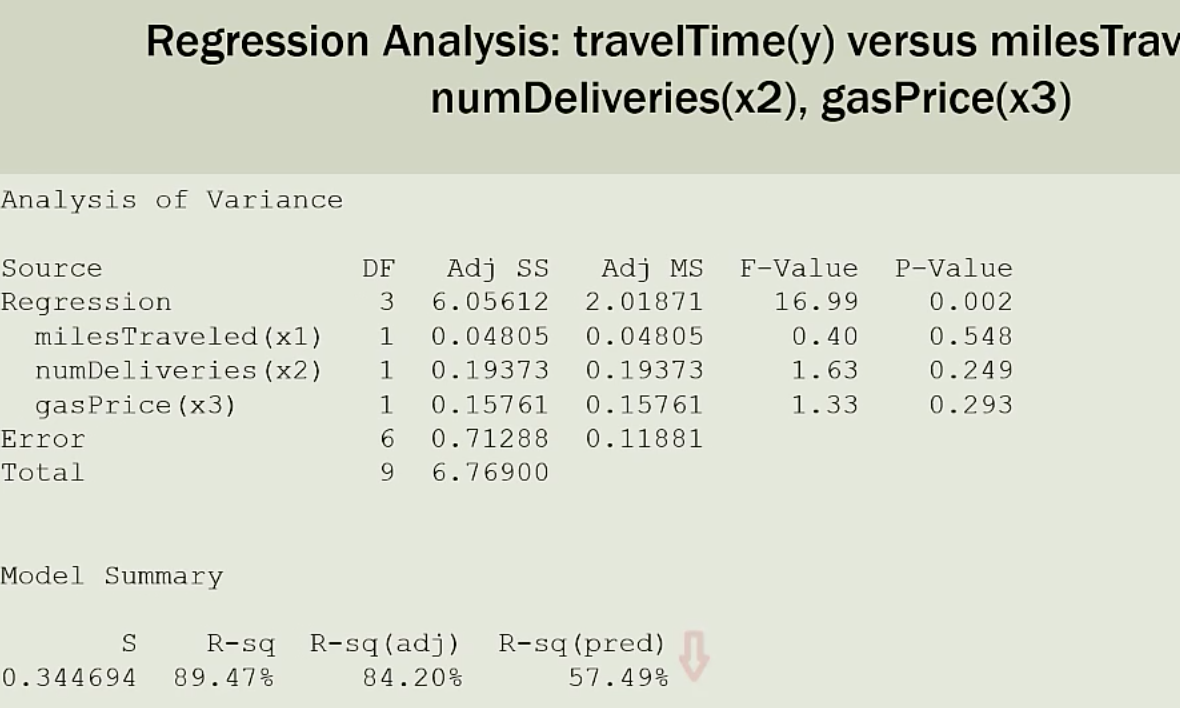 Regression Analysis: travelTime(y) versus milesTrav
numDeliveries(x2), gasPrice(x3)
Analysis of Variance
Source DF Adj SS Adj MS F-Value P-Value
Regression 3 6.05612 2.01871 16.99 0.002
milesTraveled(x1) 1 0.04805 0.04805 0.40 0.548
numDeliveries(x2) 1 0.19373 0.19373 1.63 0.249
gasPrice(x3) 1 0.15761 0.15761 1.33 0.293
Error 6 0.71288 0.11881
Total 9 6.76900
Model Summary
S R-sq R-sq(adj) R-sq(pred)
0.344694 89.47% 84.20% 57.49%